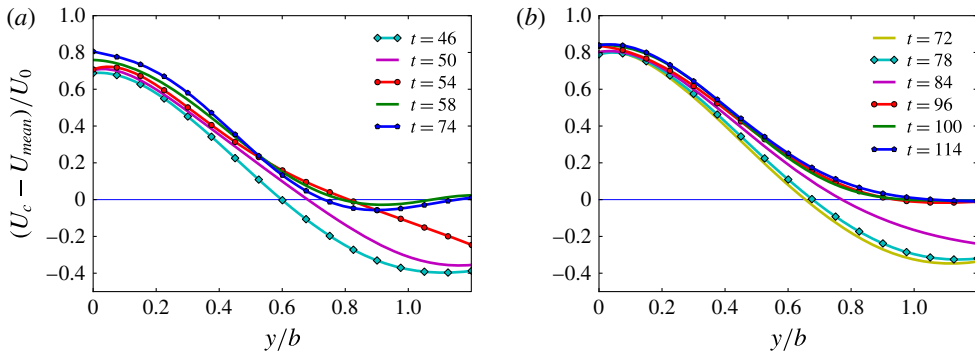 (a)
(U_c − U_mean)/U_0
1.0
0.8
0.6
0.4
0.2
0
−0.2
−0.4
0
0.2
0.4
0.6
0.8
1.0
y/b
t = 46
t = 50
t = 54
t = 58
t = 74
(b)
1.0
0.8
0.6
0.4
0.2
0
−0.2
−0.4
0
0.2
0.4
0.6
0.8
1.0
y/b
t = 72
t = 78
t = 84
t = 96
t = 100
t = 114